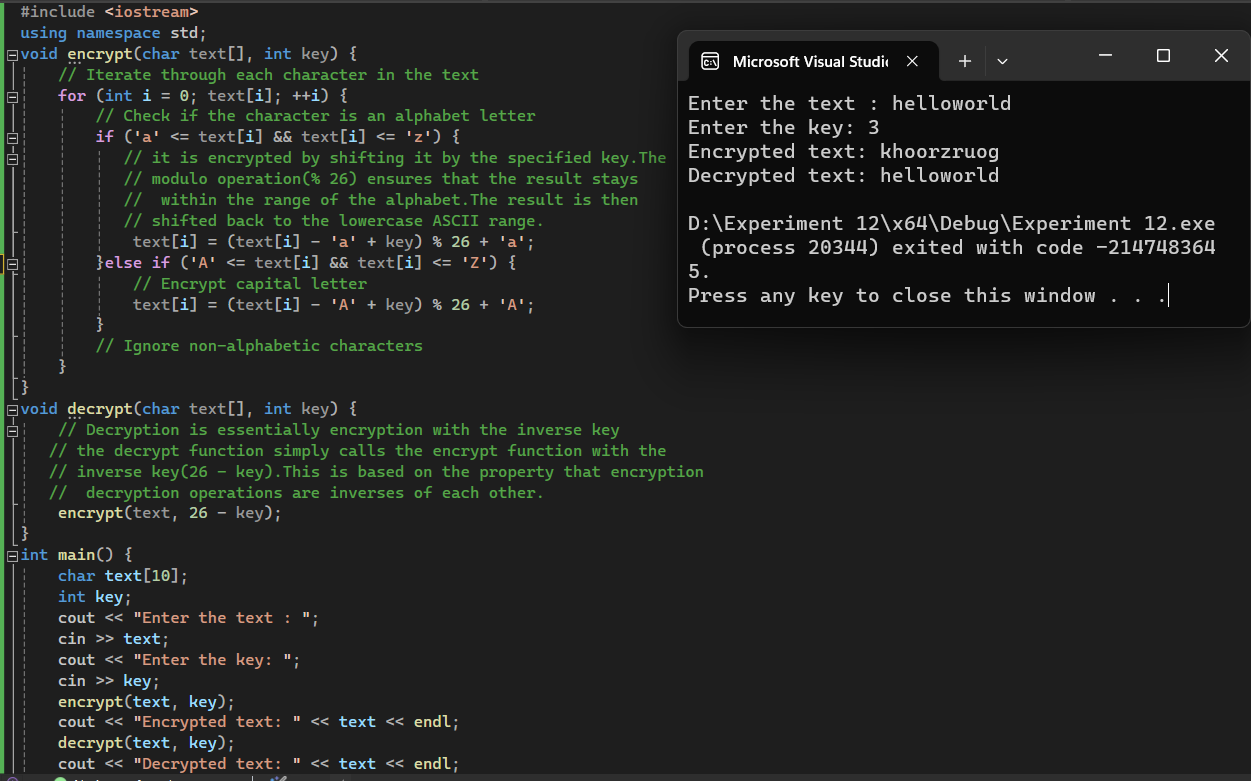 #include <iostream>
using namespace std;
void encrypt(char text[], int key) {
// Iterate through each character in the text
for (int i = 0; text[i]; ++i) {
// Check if the character is an alphabet letter
if ('a' <= text[i] && text[i] <= 'z') {
// it is encrypted by shifting it by the specified key.The
// modulo operation(% 26) ensures that the result stays
//  within the range of the alphabet.The result is then
// shifted back to the lowercase ASCII range.
text[i] = (text[i] - 'a' + key) % 26 + 'a';
}else if ('A' <= text[i] && text[i] <= 'Z') {
// Encrypt capital letter
text[i] = (text[i] - 'A' + key) % 26 + 'A';
}
// Ignore non-alphabetic characters
}
}
void decrypt(char text[], int key) {
// Decryption is essentially encryption with the inverse key
// the decrypt function simply calls the encrypt function with the
// inverse key(26 - key).This is based on the property that encryption
//  decryption operations are inverses of each other.
encrypt(text, 26 - key);
}
int main() {
char text[10];
int key;
cout << "Enter the text : ";
cin >> text;
cout << "Enter the key: ";
cin >> key;
encrypt(text, key);
cout << "Encrypted text: " << text << endl;
decrypt(text, key);
cout << "Decrypted text: " << text << endl;
Microsoft Visual Studi
Enter the text : helloworld
Enter the key: 3
Encrypted text: khoorzruog
Decrypted text: helloworld
D:\Experiment 12\x64\Debug\Experiment 12.exe
(process 20344) exited with code -214748364
5.
Press any key to close this window . . .